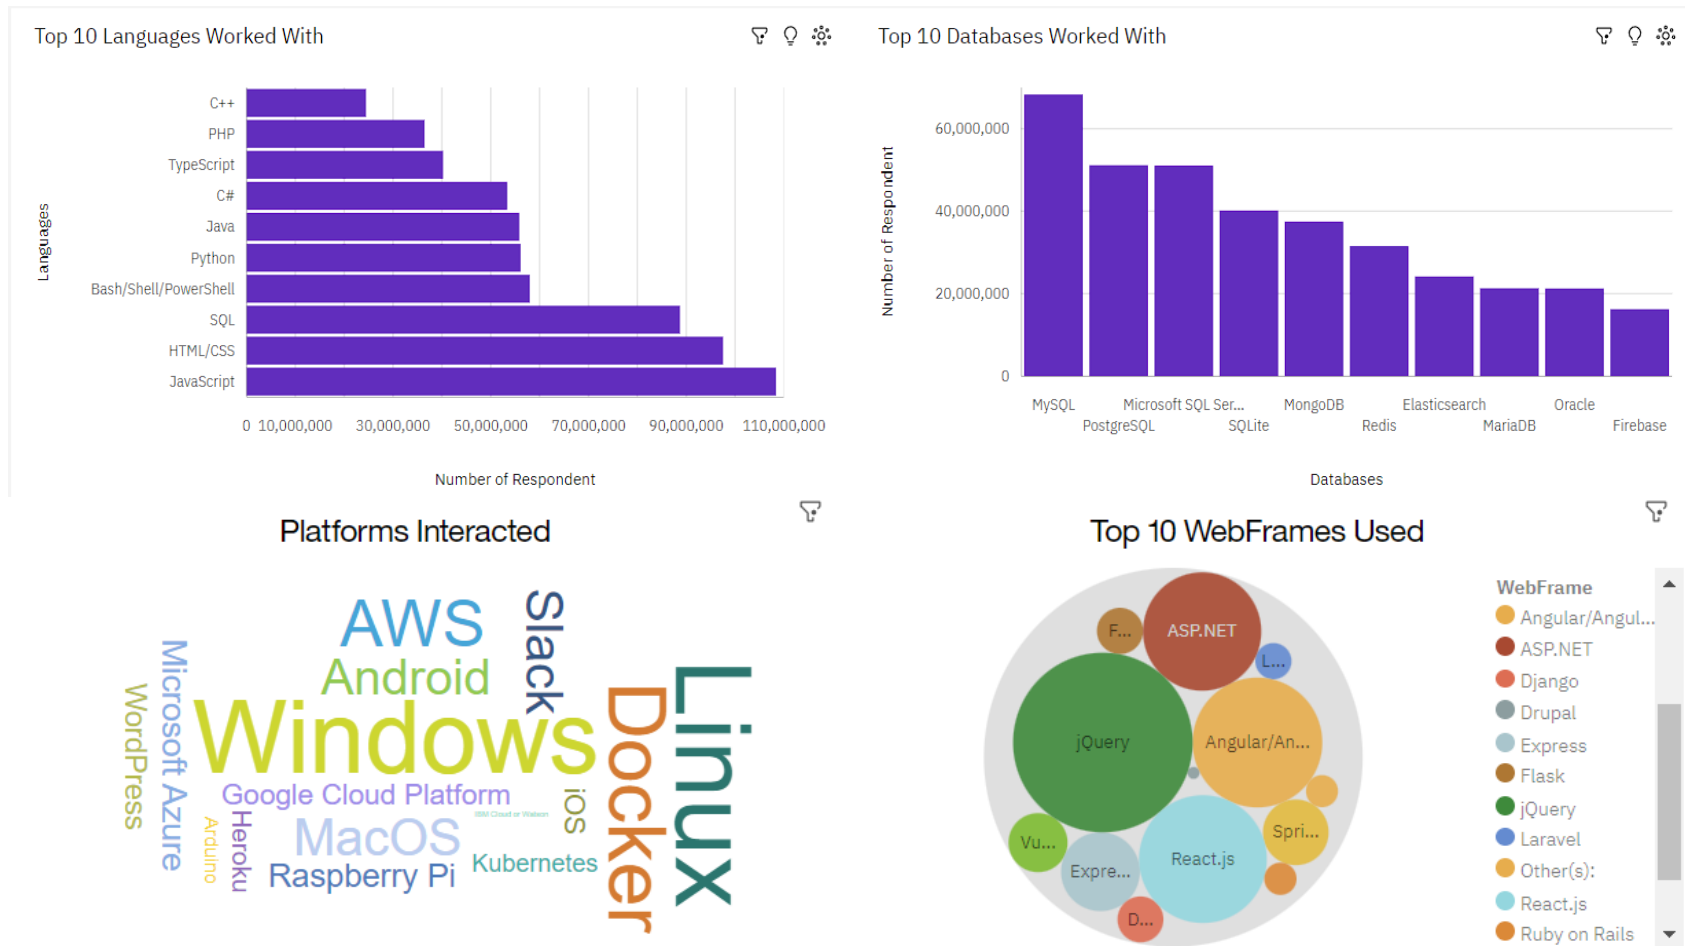 Top 10 Languages Worked With
C++
PHP
TypeScript
C#
Java
Python
Bash/Shell/PowerShell
SQL
HTML/CSS
JavaScript
Languages
0 10,000,000 30,000,000 50,000,000 70,000,000 90,000,000 110,000,000
Number of Respondent
Top 10 Databases Worked With
60,000,000
40,000,000
20,000,000
0
Number of Respondent
MySQL Microsoft SQL Ser... MongoDB Elasticsearch Oracle
PostgreSQL SQLite Redis MariaDB Firebase
Databases
Platforms Interacted
AWS
Slack
Android
Microsoft Azure
WordPress
Windows
Docker
Linux
Google Cloud Platform
iOS
IBM Cloud or Watson
Arduino
Heroku
MacOS
Kubernetes
Raspberry Pi
Top 10 WebFrames Used
F...
ASP.NET
L...
jQuery
Angular/An...
Vu...
Expre...
React.js
Spri...
D...
WebFrame
Angular/Angul...
ASP.NET
Django
Drupal
Express
Flask
jQuery
Laravel
Other(s):
React.js
Ruby on Rails